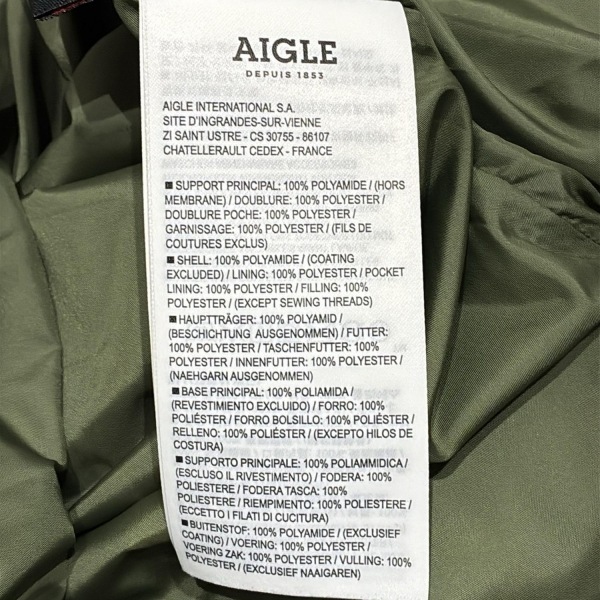 AIGLE
DEPUIS 1853
AIGLE INTERNATIONAL S.A.
SITE D'INGRANDES-SUR-VIENNE
ZI SAINT USTRE - CS 30755 - 86107
CHATELLERAULT CEDEX - FRANCE
■ SUPPORT PRINCIPAL: 100% POLYAMIDE / (HORS
MEMBRANE) / DOUBLURE: 100% POLYESTER /
DOUBLURE POCHE: 100% POLYESTER /
GARNISSAGE: 100% POLYESTER / (FILS DE
COUTURES EXCLUS)
■ SHELL: 100% POLYAMIDE / (COATING
EXCLUDED) / LINING: 100% POLYESTER / POCKET
LINING: 100% POLYESTER / FILLING: 100%
POLYESTER / (EXCEPT SEWING THREADS)
■ HAUPTTRÄGER: 100% POLYAMID /
(BESCHICHTUNG AUSGENOMMEN) / FUTTER:
100% POLYESTER / TASCHENFUTTER: 100%
POLYESTER / INNENFUTTER: 100% POLYESTER /
(NAEHGARN AUSGENOMMEN)
■ BASE PRINCIPAL: 100% POLIAMIDA /
(REVESTIMIENTO EXCLUIDO) / FORRO: 100%
POLIÉSTER / FORRO BOLSILLO: 100% POLIÉSTER /
RELLENO: 100% POLIÉSTER / (EXCEPTO HILOS DE
COSTURA)
■ SUPPORTO PRINCIPALE: 100% POLIAMMIDICA /
(ESCLUSO IL RIVESTIMENTO) / FODERA: 100%
POLIESTERE / FODERA TASCA: 100%
POLIESTERE / RIEMPIMENTO: 100% POLIESTERE /
(ECCETTO I FILATI DI CUCITURA)
■ BUITENSTOF: 100% POLYAMIDE / (EXCLUSIEF
COATING) / VOERING: 100% POLYESTER /
VOERING ZAK: 100% POLYESTER / VULLING: 100%
POLYESTER / (EXCLUSIEF NAAIGAREN)